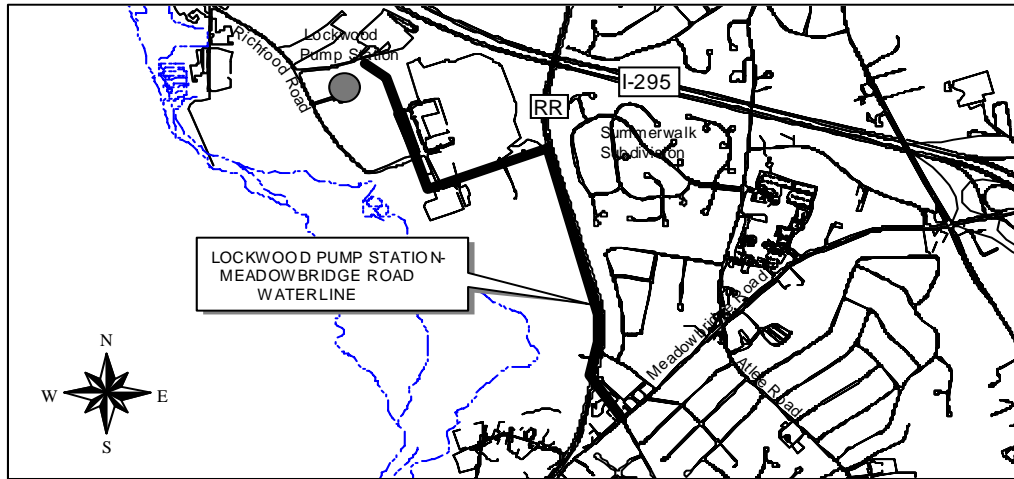 Lockwood
Pump Station
Richfood Road
I-295
RR
Summerwalk
Subdivision
LOCKWOOD PUMP STATION-
MEADOWBRIDGE ROAD
WATERLINE
Meadowbridge Road
Atlee Road
N
W
E
S